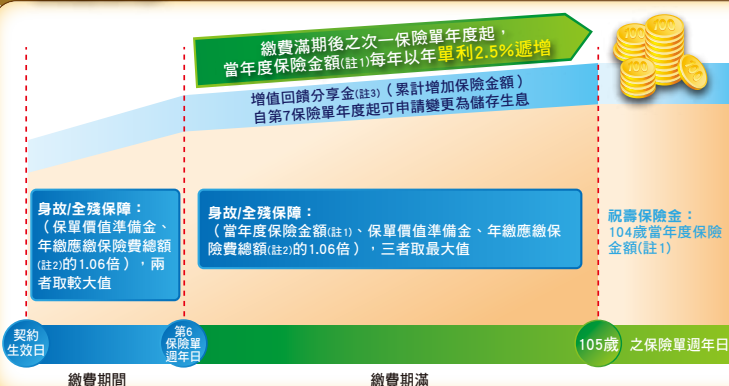 繳費滿期後之次一保險單年度起，
當年度保險金額(註1)每年以年單利2.5%遞增
100
100
100
100
增值回饋分享金(註3)（累計增加保險金額）
自第7保險單年度起可申請變更為儲存生息
身故/全殘保障：
（保單價值準備金、
年繳應繳保險費總額
(註2)的1.06倍），兩
者取較大值
身故/全殘保障：
（當年度保險金額(註1)、保單價值準備金、年繳應繳保
險費總額(註2)的1.06倍），三者取最大值
祝壽保險金：
104歲當年度保險
金額(註1)
契約
生效日
第6
保險單
週年日
105歲 之保險單週年日
繳費期間
繳費期滿